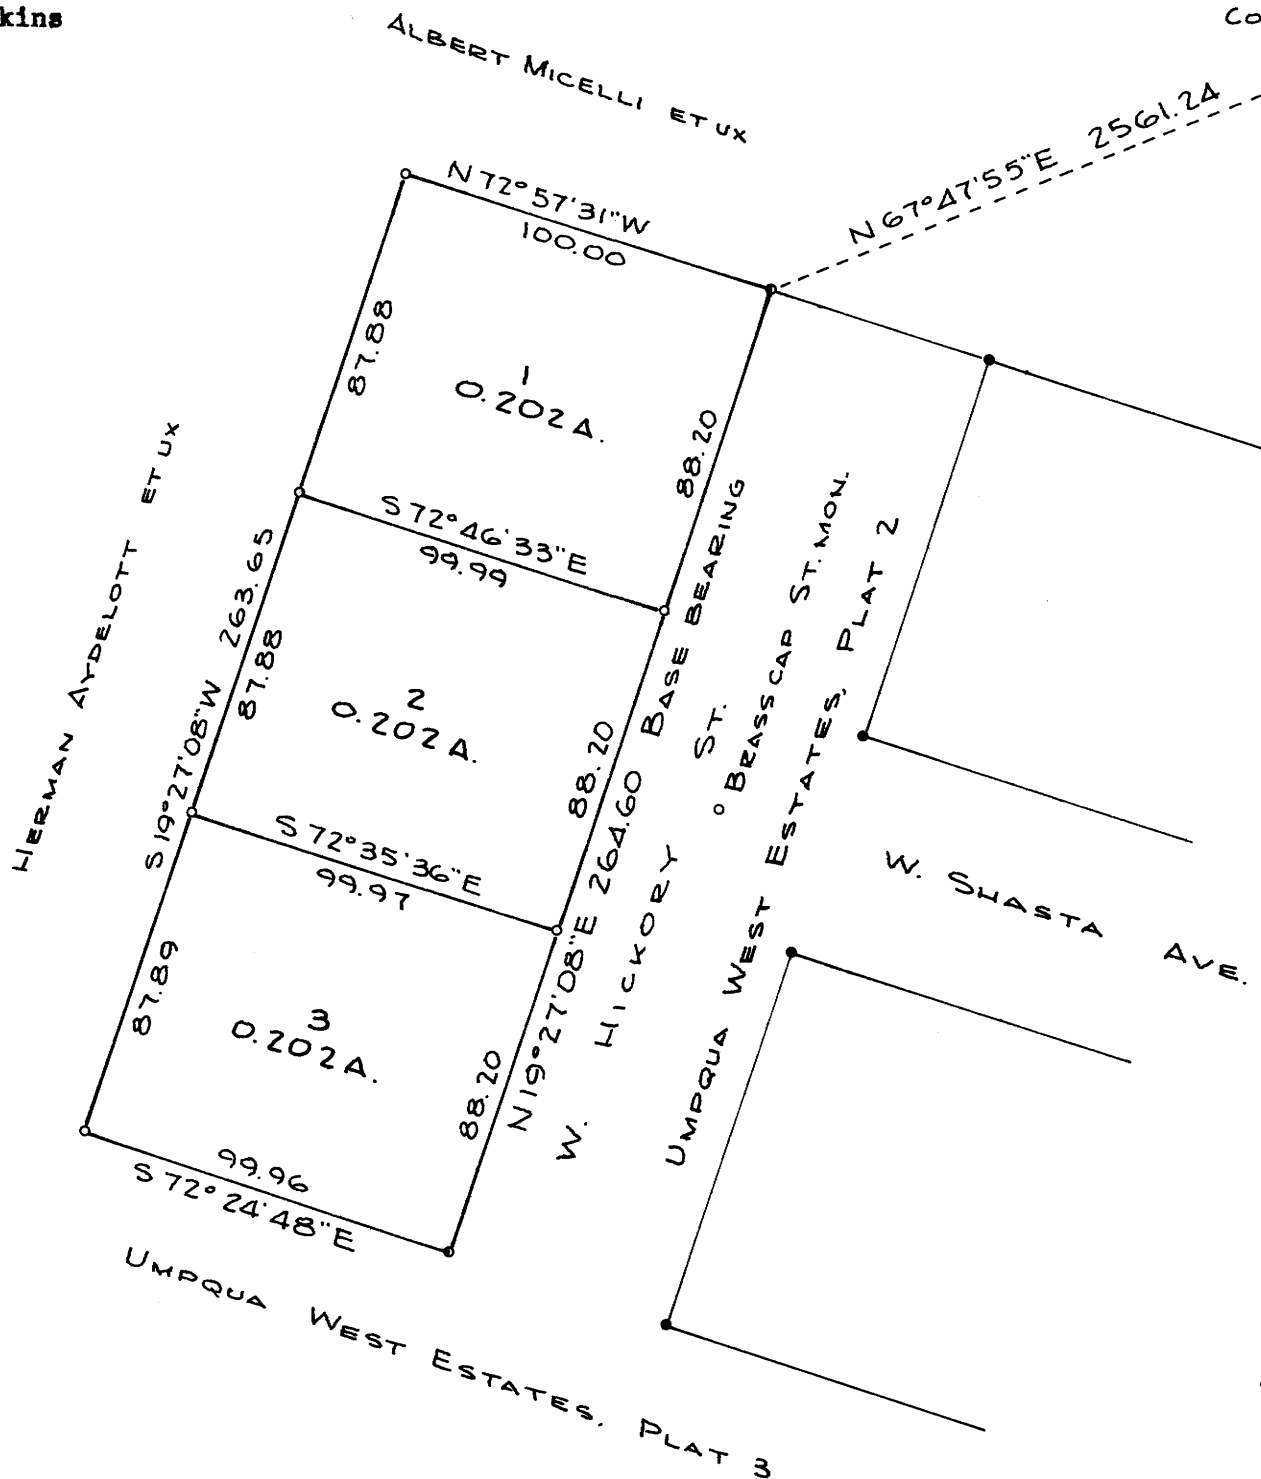 kins
Co
ALBERT MICELLI ET UX
N 67°47'55"E 2561.24
N 72°57'31"W
100.00
87.88
1
0.202 A.
88.20
S 72°46'33"E
99.99
HERMAN AYDELOTT ET UX
S 19°27'08"W 263.65
87.88
2
0.202 A.
88.20
N 19°27'08"E 264.60 BASE BEARING
W. HICKORY ST.
BRASS CAP ST. MON.
UMPQUA WEST ESTATES, PLAT 2
S 72°35'36"E
99.97
W. SHASTA AVE.
87.89
3
0.202 A.
88.20
99.96
S 72°24'48"E
UMPQUA WEST ESTATES, PLAT 3